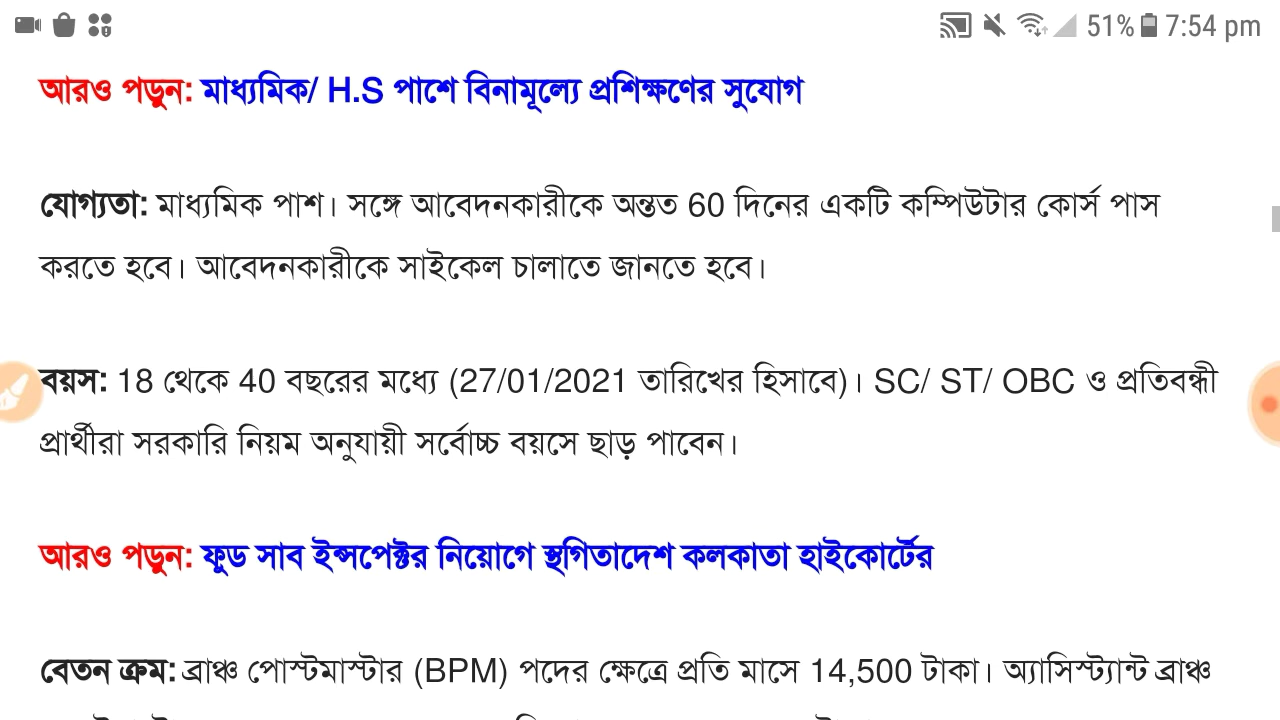 51% 7:54 pm
আরও পড়ুন: মাধ্যমিক/ H.S পাশে বিনামূল্যে প্রশিক্ষণের সুযোগ
যোগ্যতা: মাধ্যমিক পাশ। সঙ্গে আবেদনকারীকে অন্তত 60 দিনের একটি কম্পিউটার কোর্স পাস
করতে হবে। আবেদনকারীকে সাইকেল চালাতে জানতে হবে।
বয়স: 18 থেকে 40 বছরের মধ্যে (27/01/2021 তারিখের হিসাবে)। SC/ ST/ OBC ও প্রতিবন্ধী
প্রার্থীরা সরকারি নিয়ম অনুযায়ী সর্বোচ্চ বয়সে ছাড় পাবেন।
আরও পড়ুন: ফুড সাব ইন্সপেক্টর নিয়োগে স্থগিতাদেশ কলকাতা হাইকোর্টের
বেতন ক্রম: ব্রাঞ্চ পোস্টমাস্টার (BPM) পদের ক্ষেত্রে প্রতি মাসে 14,500 টাকা। অ্যাসিস্ট্যান্ট ব্রাঞ্চ